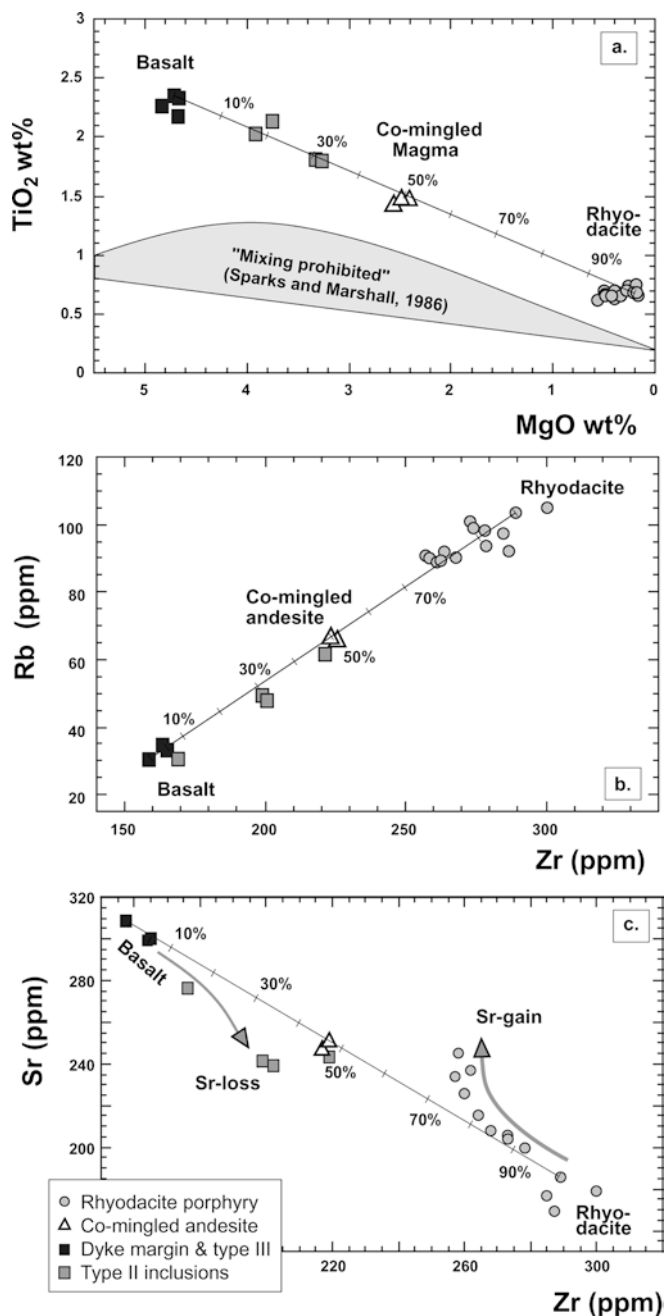 a.
3
2.5
2
1.5
1
0.5
0
TiO2 wt%
Basalt
10%
30%
Co-mingled
Magma
50%
70%
Rhyo-
dacite
90%
"Mixing prohibited"
(Sparks and Marshall, 1986)
5 4 3 2 1 0
MgO wt%
120
100
80
60
40
20
Rb (ppm)
Rhyodacite
70%
Co-mingled
andesite
50%
30%
10%
Basalt
b.
150 200 250 300
Zr (ppm)
c.
320
280
240
200
Sr (ppm)
10%
Basalt
30%
Sr-gain
Sr-loss
50%
70%
90%
Rhyo-
dacite
Rhyodacite porphyry
Co-mingled andesite
Dyke margin & type III
Type II inclusions
220 260 300
Zr (ppm)